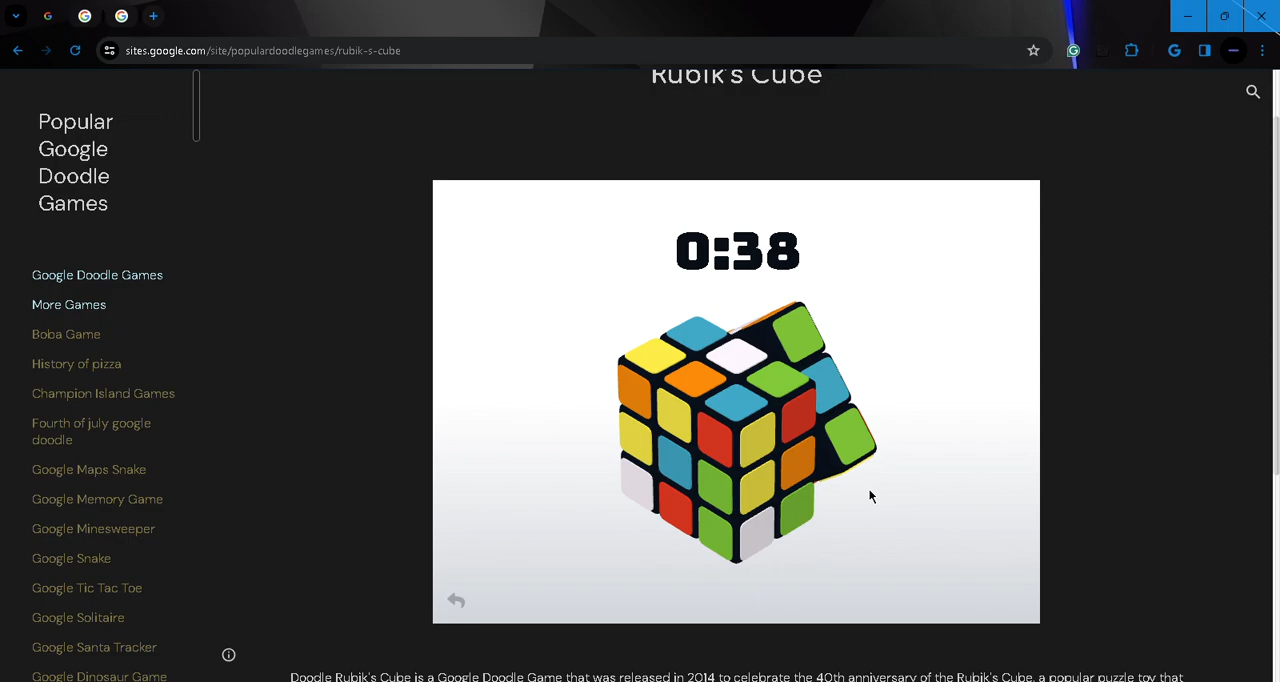 sites.google.com/site/populardoodlegames/rubik-s-cube
Rubik's Cube
Popular
Google
Doodle
Games
Google Doodle Games
More Games
Boba Game
History of pizza
Champion Island Games
Fourth of july google
doodle
Google Maps Snake
Google Memory Game
Google Minesweeper
Google Snake
Google Tic Tac Toe
Google Solitaire
Google Santa Tracker
Google Dinosaur Game
0:38
Doodle Rubik's Cube is a Google Doodle Game that was released in 2014 to celebrate the 40th anniversary of the Rubik's Cube, a popular puzzle toy that